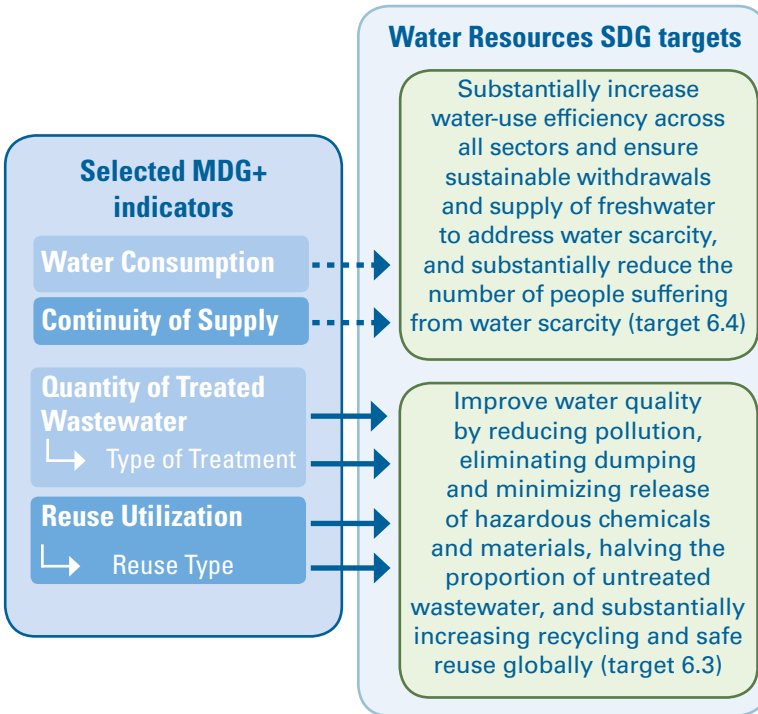 Selected MDG+
indicators
Water Consumption
Continuity of Supply
Quantity of Treated
Wastewater
Type of Treatment
Reuse Utilization
Reuse Type
Water Resources SDG targets
Substantially increase
water-use efficiency across
all sectors and ensure
sustainable withdrawals
and supply of freshwater
to address water scarcity,
and substantially reduce the
number of people suffering
from water scarcity (target 6.4)
Improve water quality
by reducing pollution,
eliminating dumping
and minimizing release
of hazardous chemicals
and materials, halving the
proportion of untreated
wastewater, and substantially
increasing recycling and safe
reuse globally (target 6.3)